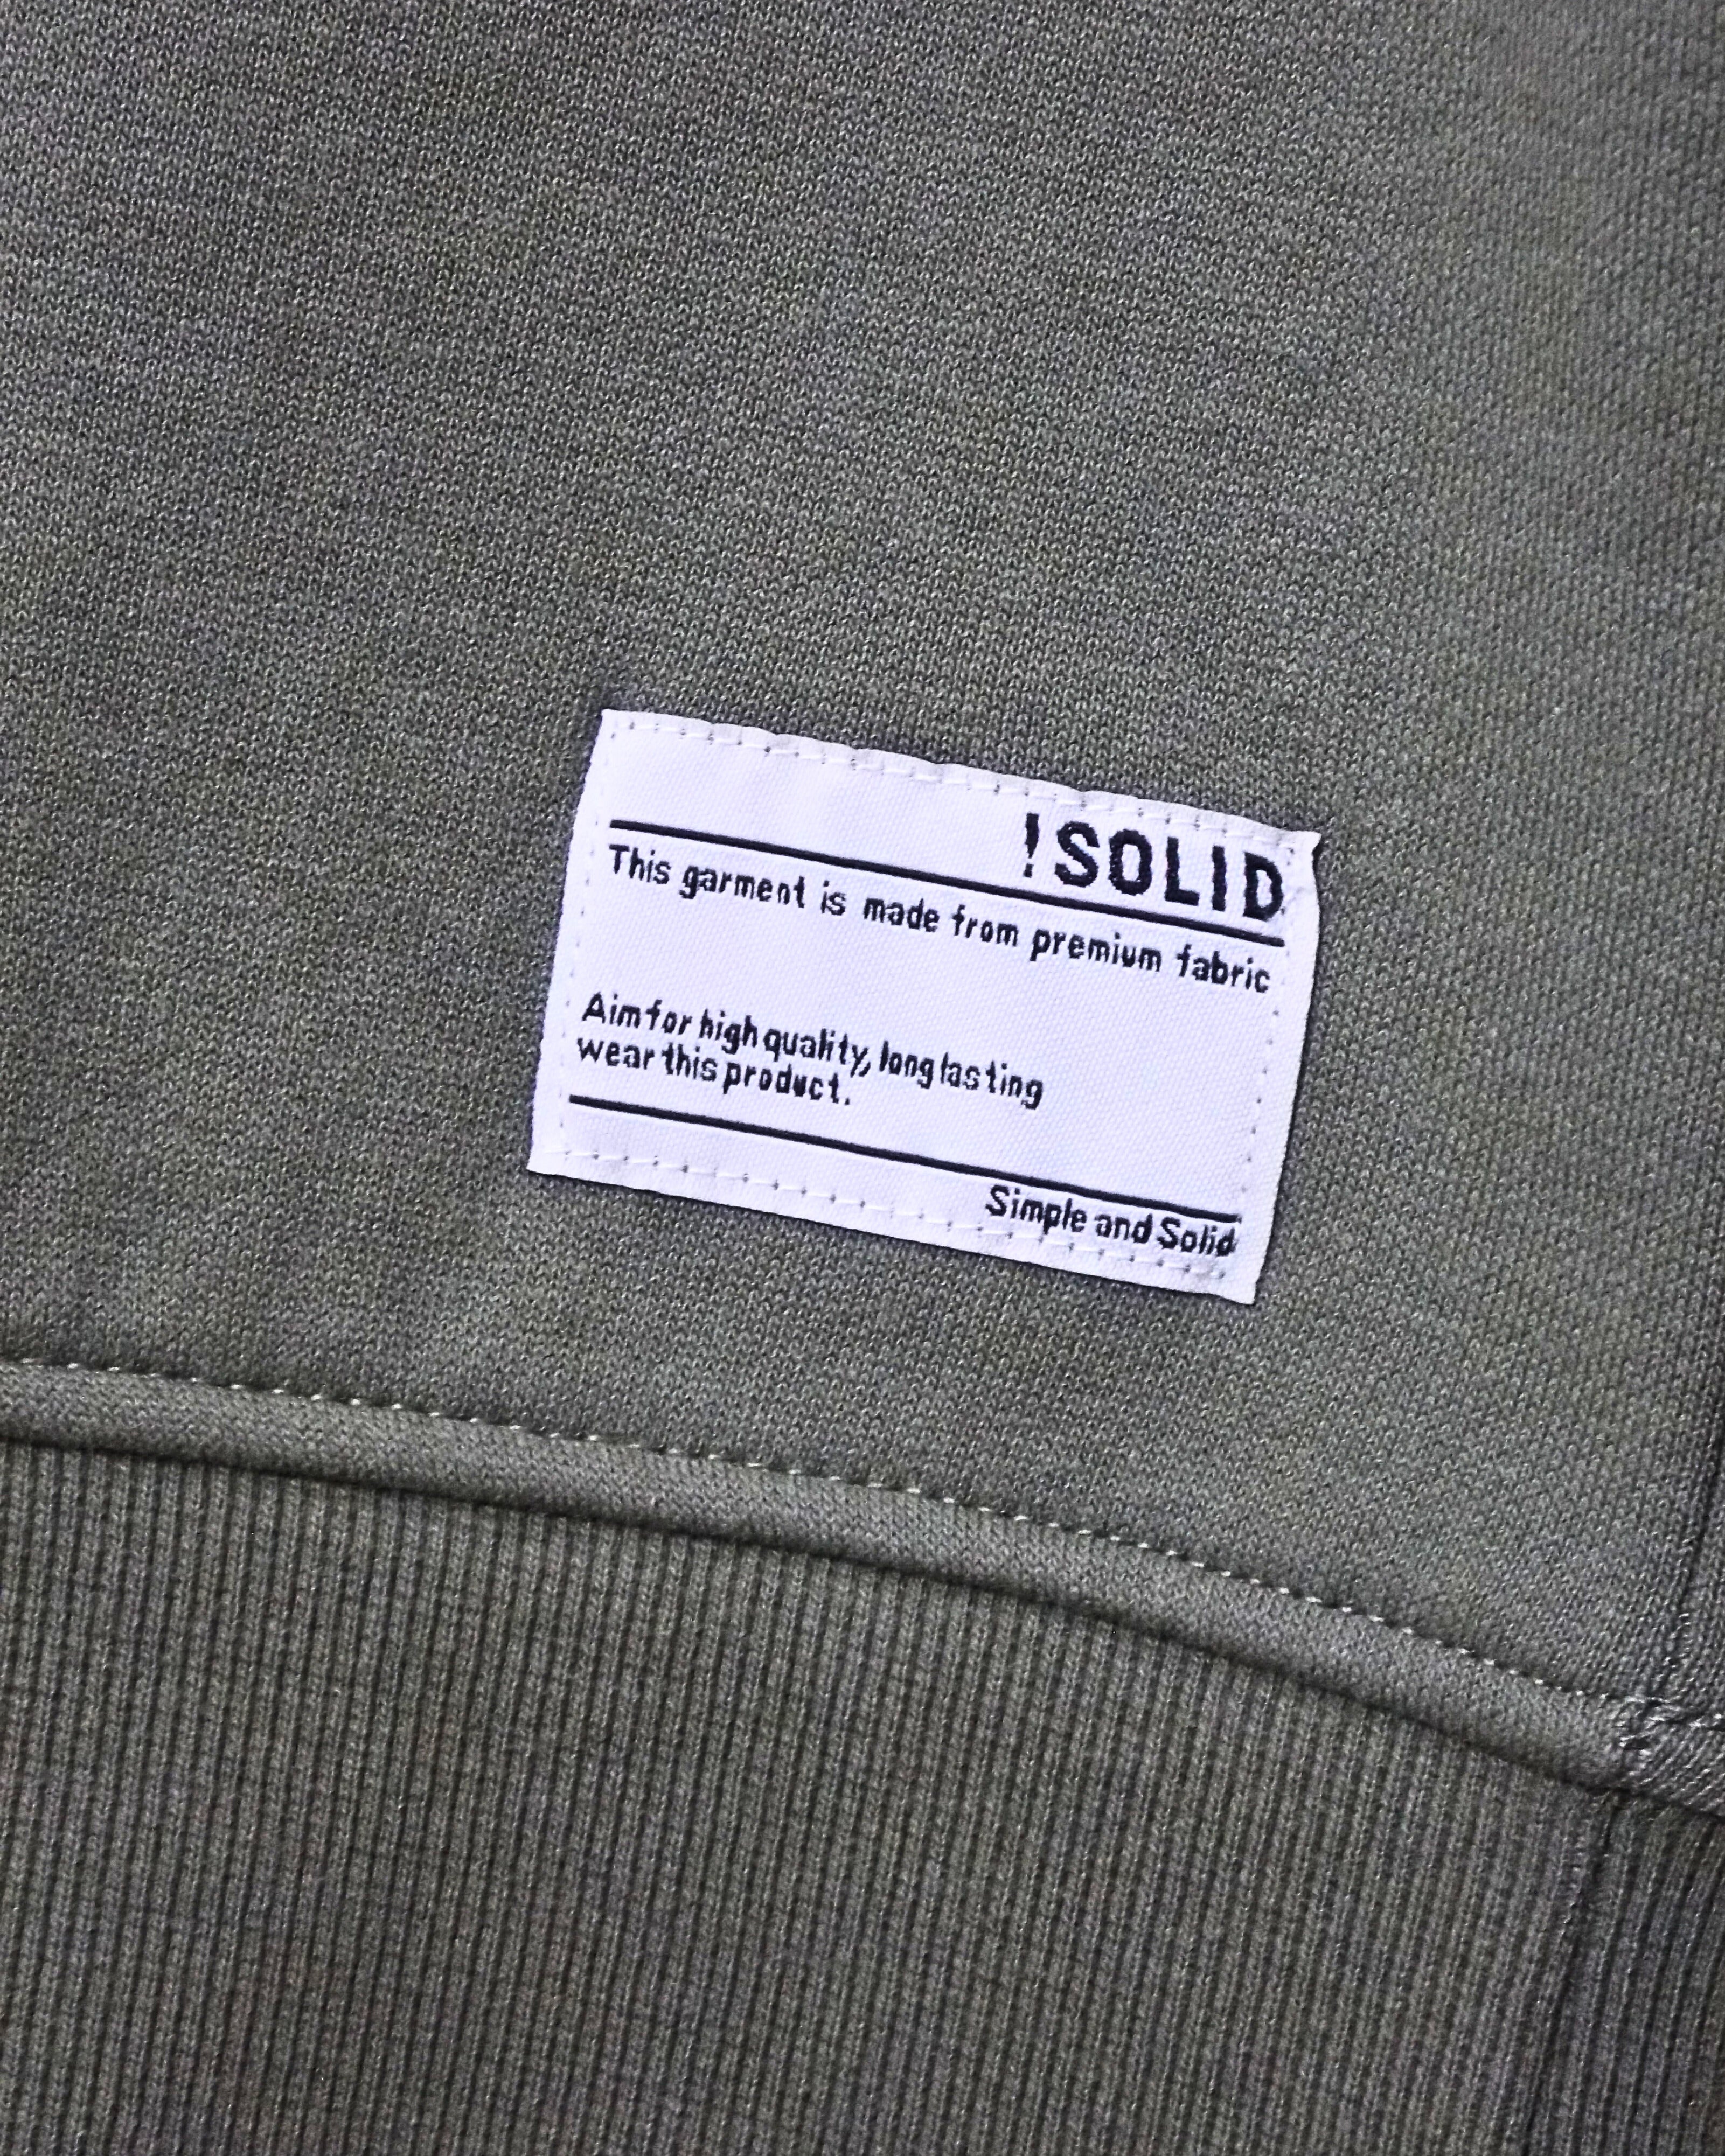 !SOLID
This garment is made from premium fabric
Aim for high quality, long lasting
wear this product.
Simple and Solid